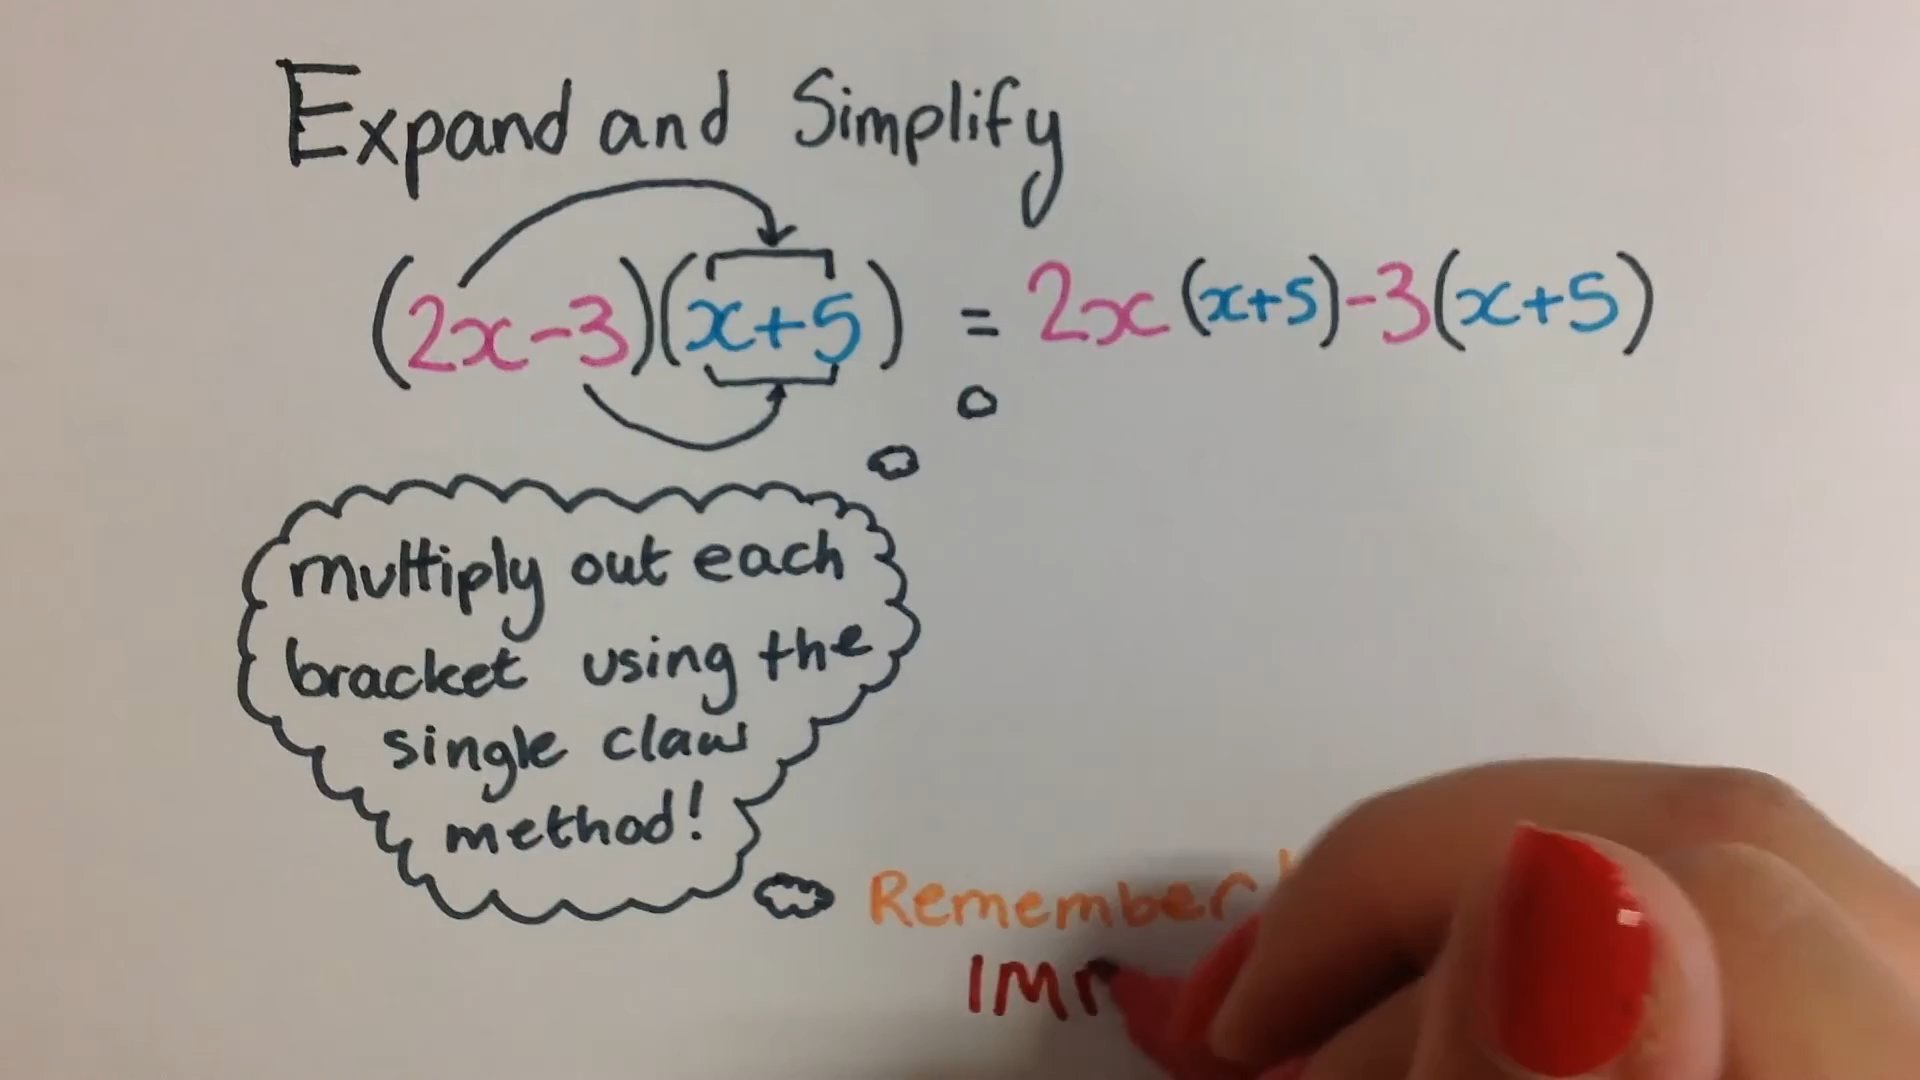 Expand and Simplify
(2x-3)(x+5) = 2x(x+5)-3(x+5)
multiply out each
bracket using the
single claw
method!
Remember